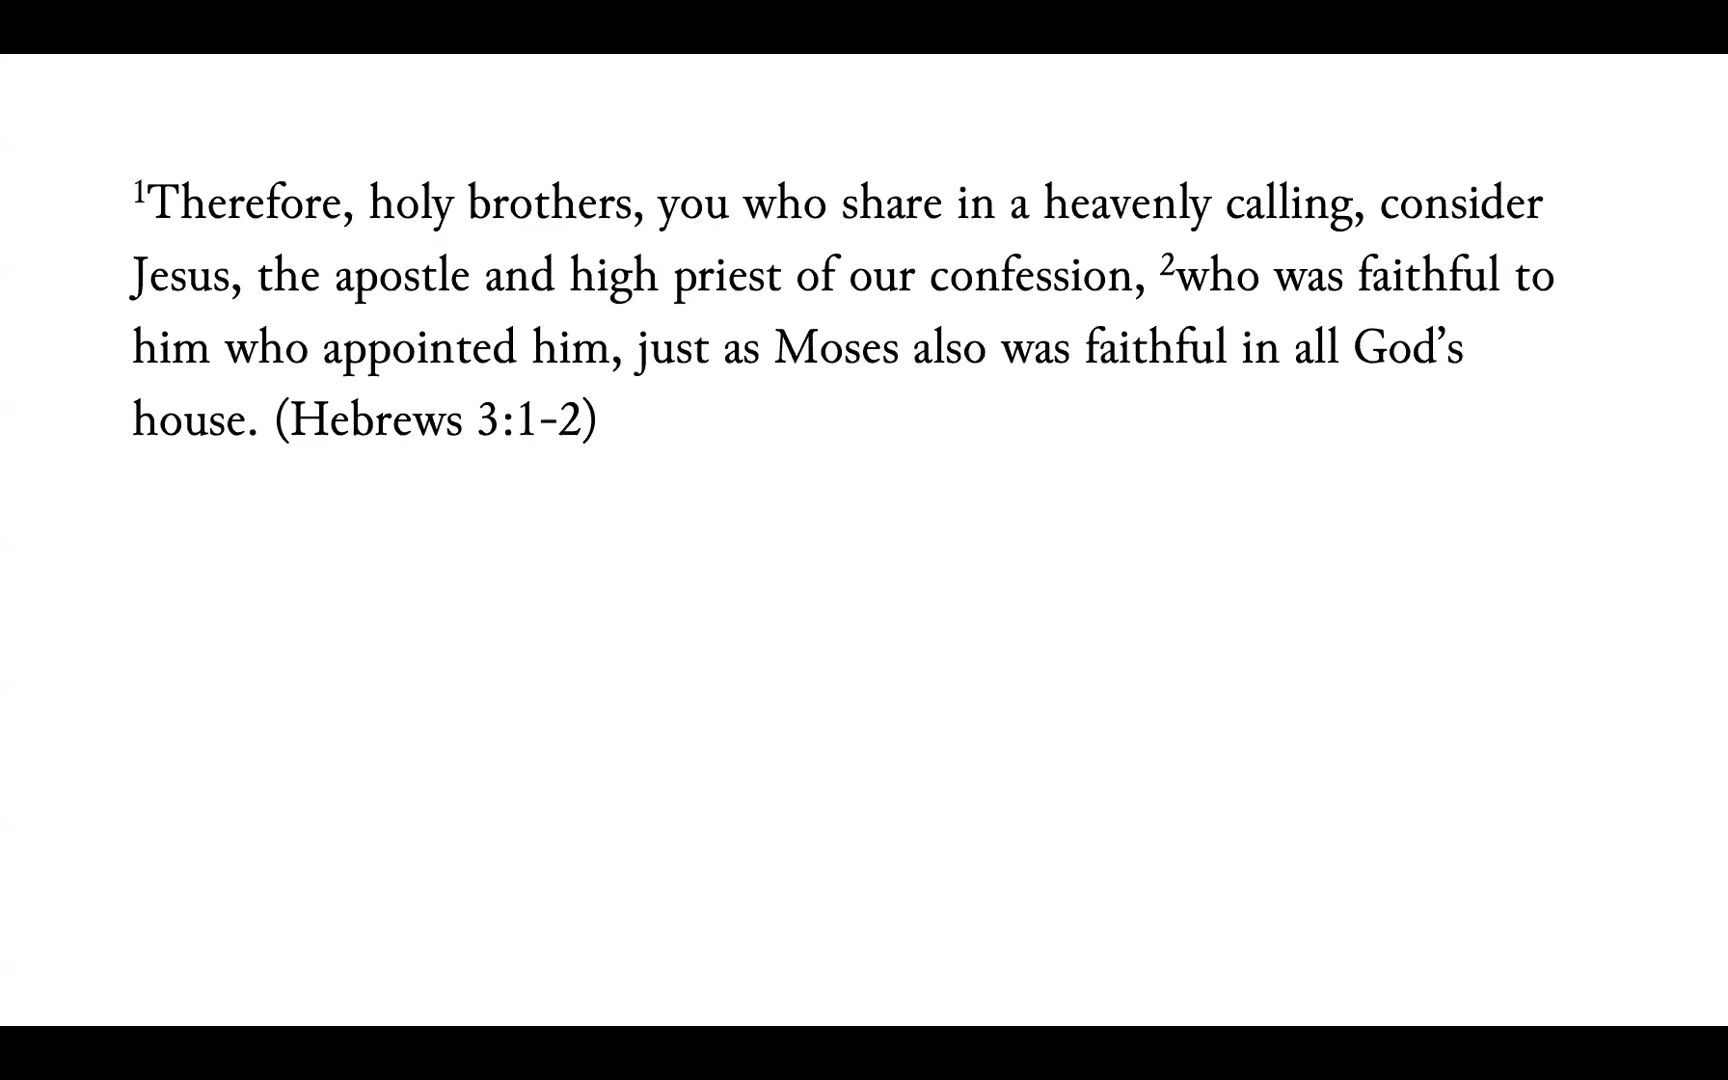 ¹Therefore, holy brothers, you who share in a heavenly calling, consider
Jesus, the apostle and high priest of our confession, ²who was faithful to
him who appointed him, just as Moses also was faithful in all God’s
house. (Hebrews 3:1–2)